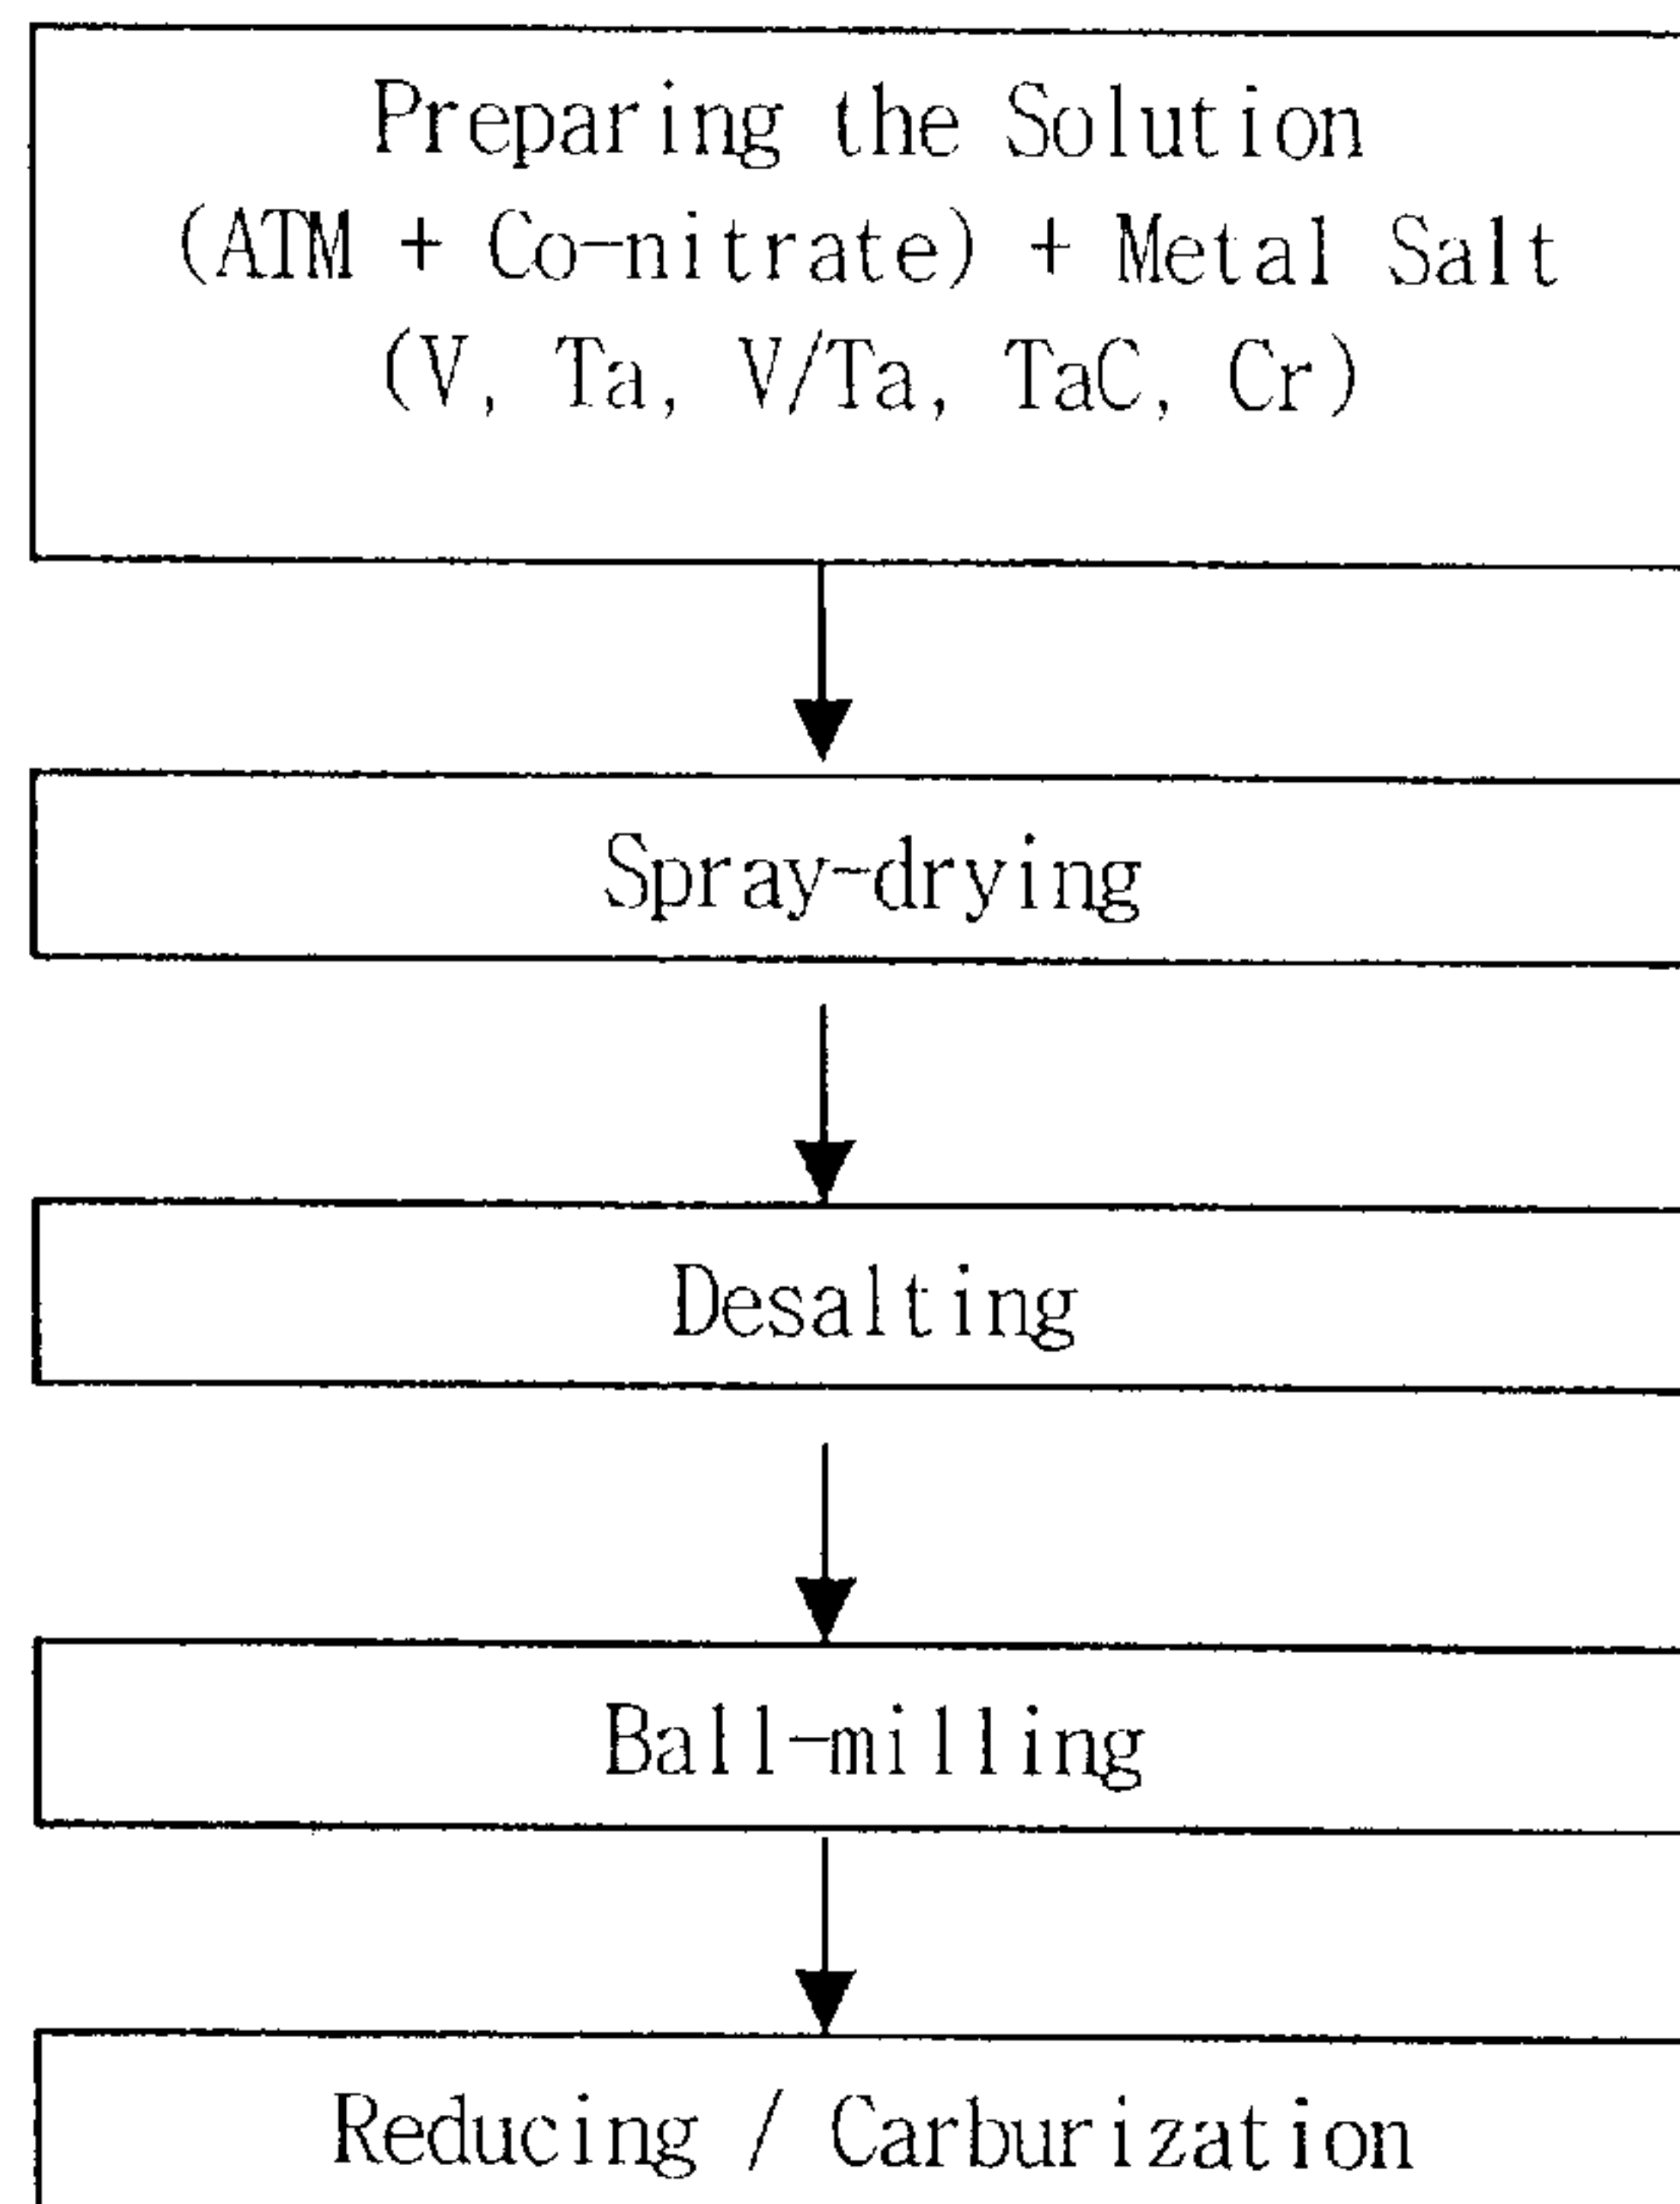 Preparing the Solution
(ATM + Co-nitrate) + Metal Salt
(V, Ta, V/Ta, TaC, Cr)
Spray-drying
Desalting
Ball-milling
Reducing / Carburization